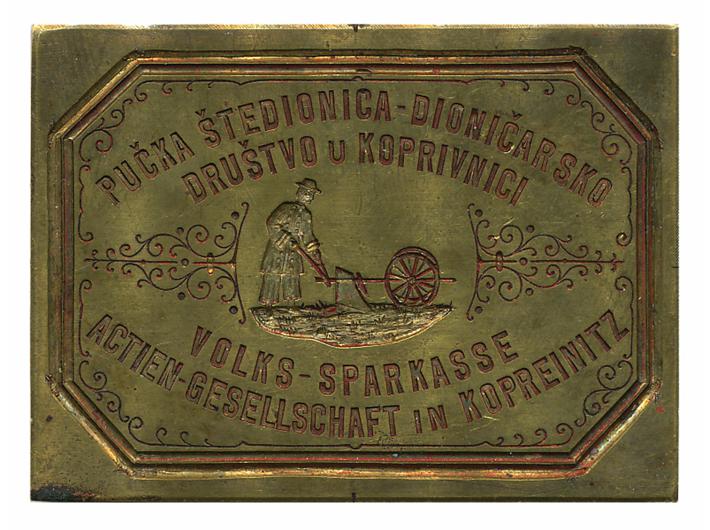 PUČKA ŠTEDIONICA-DIONIČARSKO
DRUŠTVO U KOPRIVNICI
VOLKS-SPARKASSE
ACTIEN-GESELLSCHAFT IN KOPREINITZ